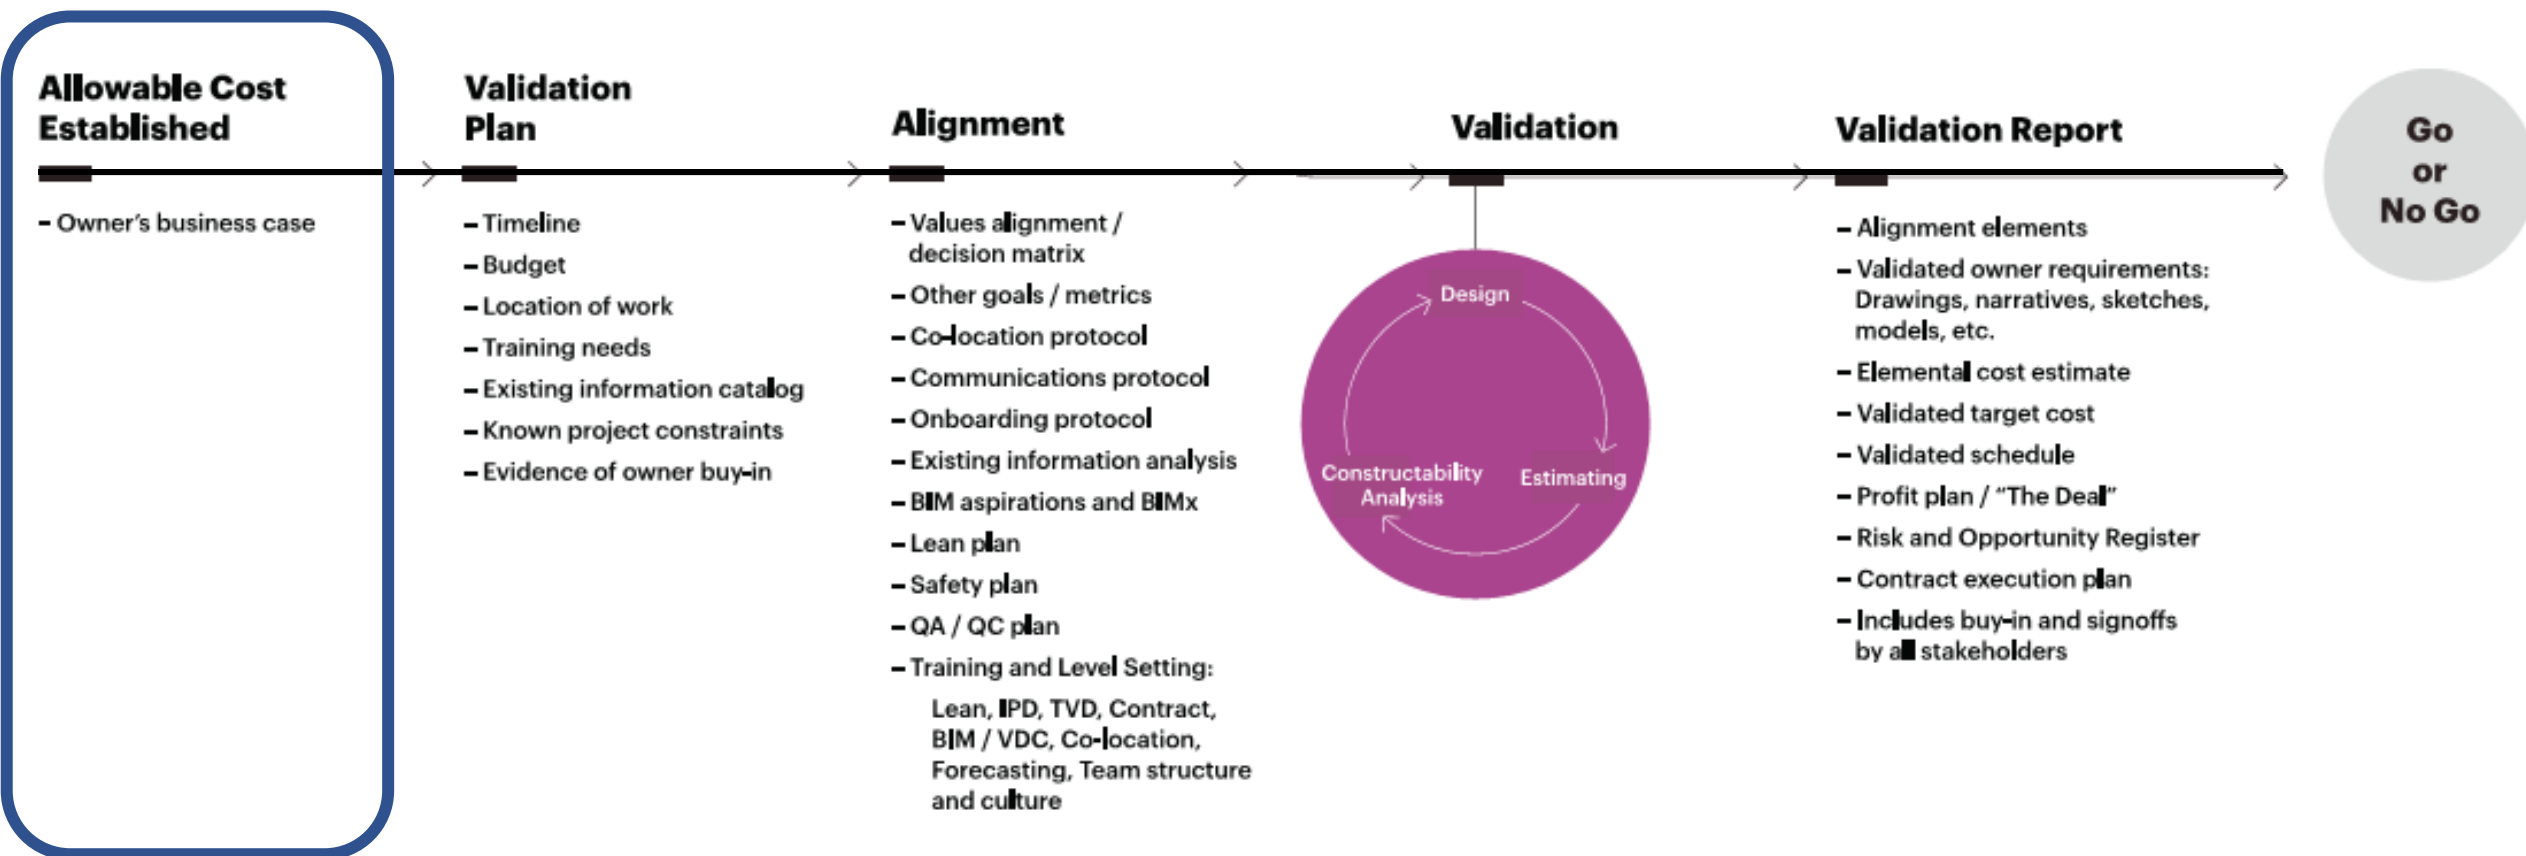 Allowable Cost
Established
– Owner's business case
Validation
Plan
– Timeline
– Budget
– Location of work
– Training needs
– Existing information catalog
– Known project constraints
– Evidence of owner buy-in
Alignment
– Values alignment /
decision matrix
– Other goals / metrics
– Co-location protocol
– Communications protocol
– Onboarding protocol
– Existing information analysis
– BIM aspirations and BIMx
– Lean plan
– Safety plan
– QA / QC plan
– Training and Level Setting:
Lean, IPD, TVD, Contract,
BIM / VDC, Co-location,
Forecasting, Team structure
and culture
Validation
Design
Estimating
Constructability
Analysis
Validation Report
– Alignment elements
– Validated owner requirements:
Drawings, narratives, sketches,
models, etc.
– Elemental cost estimate
– Validated target cost
– Validated schedule
– Profit plan / “The Deal”
– Risk and Opportunity Register
– Contract execution plan
– Includes buy-in and signoffs
by all stakeholders
Go
or
No Go